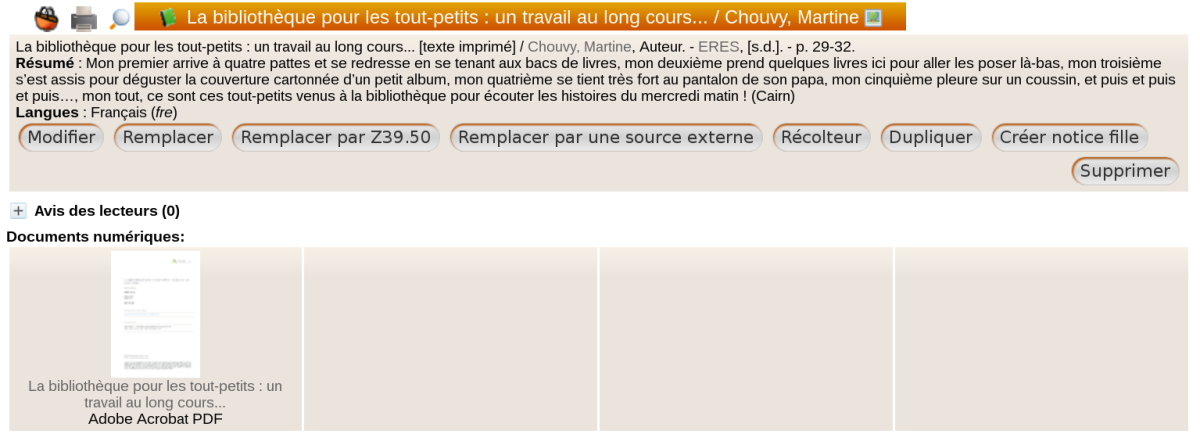 La bibliothèque pour les tout-petits : un travail au long cours... / Chouvy, Martine
La bibliothèque pour les tout-petits : un travail au long cours... [texte imprimé] / Chouvy, Martine, Auteur. - ERES, [s.d.]. - p. 29-32.
Résumé : Mon premier arrive à quatre pattes et se redresse en se tenant aux bacs de livres, mon deuxième prend quelques livres ici pour aller les poser là-bas, mon troisième
s’est assis pour déguster la couverture cartonnée d’un petit album, mon quatrième se tient très fort au pantalon de son papa, mon cinquième pleure sur un coussin, et puis et puis
et puis…, mon tout, ce sont ces tout-petits venus à la bibliothèque pour écouter les histoires du mercredi matin ! (Cairn)
Langues : Français (fre)
Modifier Remplacer Remplacer par Z39.50 Remplacer par une source externe Récolteur Dupliquer Créer notice fille
Supprimer
Avis des lecteurs (0)
Documents numériques:
La bibliothèque pour les tout-petits : un
travail au long cours...
Adobe Acrobat PDF